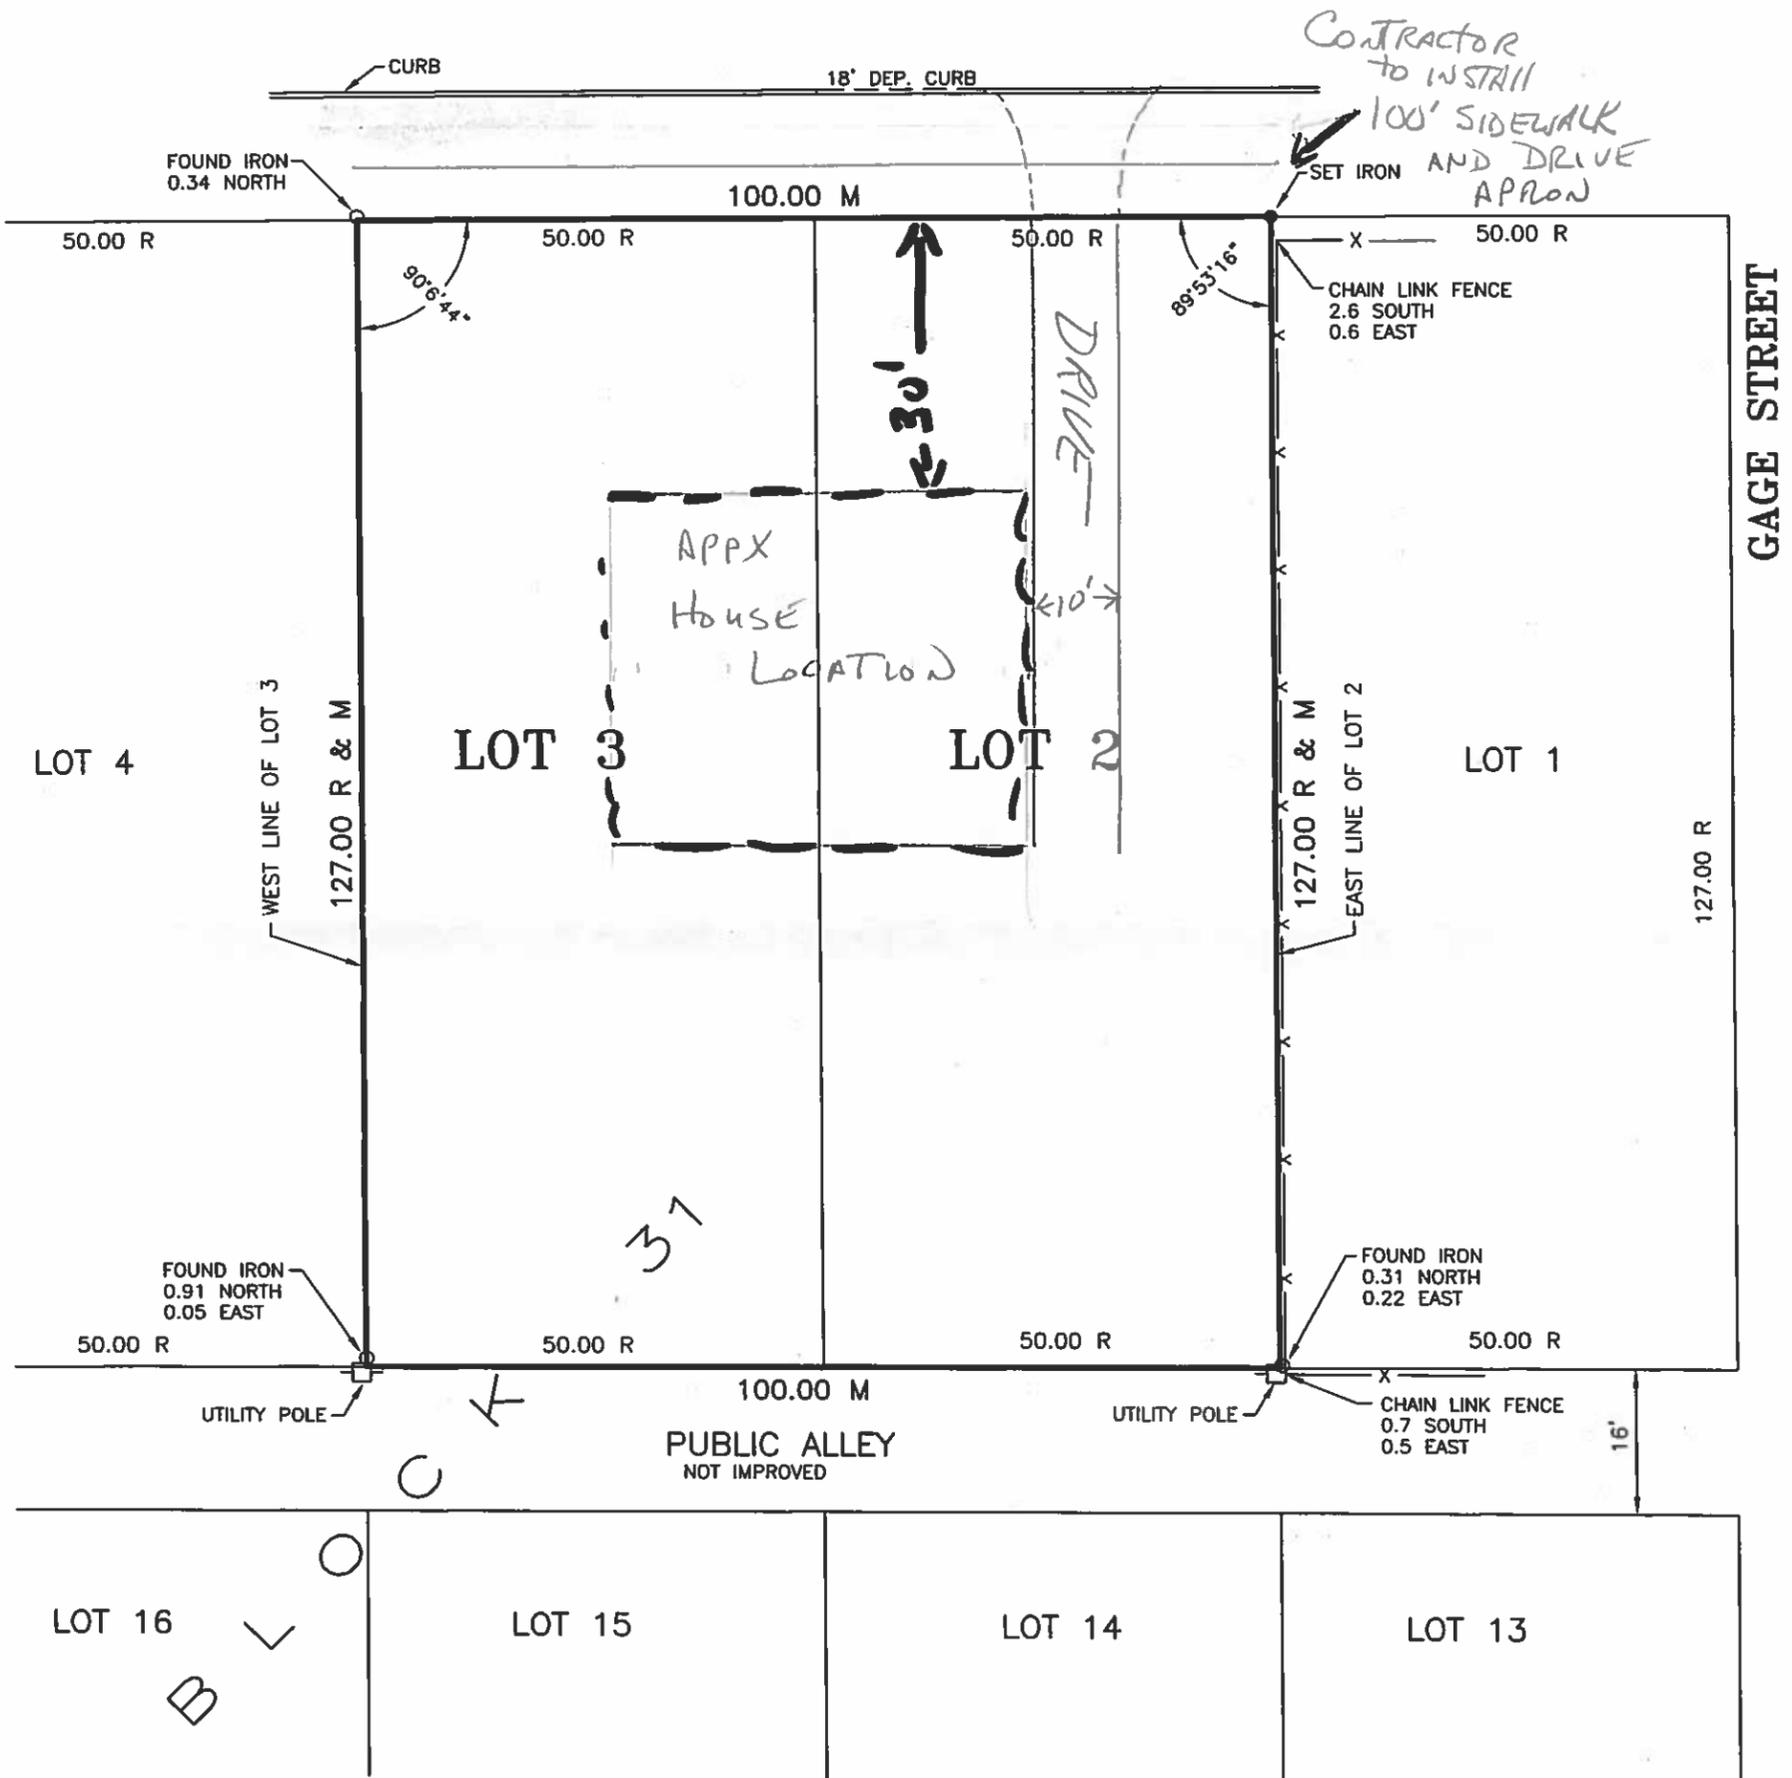 CONTRACTOR
TO INSTAll
100' SIDEWALK
AND DRIVE
APRON
CURB
18' DEP. CURB
FOUND IRON
0.34 NORTH
SET IRON
100.00 M
50.00 R
50.00 R
50.00 R
50.00 R
90°6'44"
89°53'16"
CHAIN LINK FENCE
2.6 SOUTH
0.6 EAST
GAGE STREET
30'
DRIVE
APPX
HOUSE
LOCATION
10'
WEST LINE OF LOT 3
127.00 R & M
127.00 R & M
EAST LINE OF LOT 2
127.00 R
LOT 4
LOT 3
LOT 2
LOT 1
BLOCK 31
FOUND IRON
0.91 NORTH
0.05 EAST
FOUND IRON
0.31 NORTH
0.22 EAST
50.00 R
50.00 R
50.00 R
50.00 R
100.00 M
UTILITY POLE
UTILITY POLE
CHAIN LINK FENCE
0.7 SOUTH
0.5 EAST
16'
PUBLIC ALLEY
NOT IMPROVED
LOT 16
LOT 15
LOT 14
LOT 13